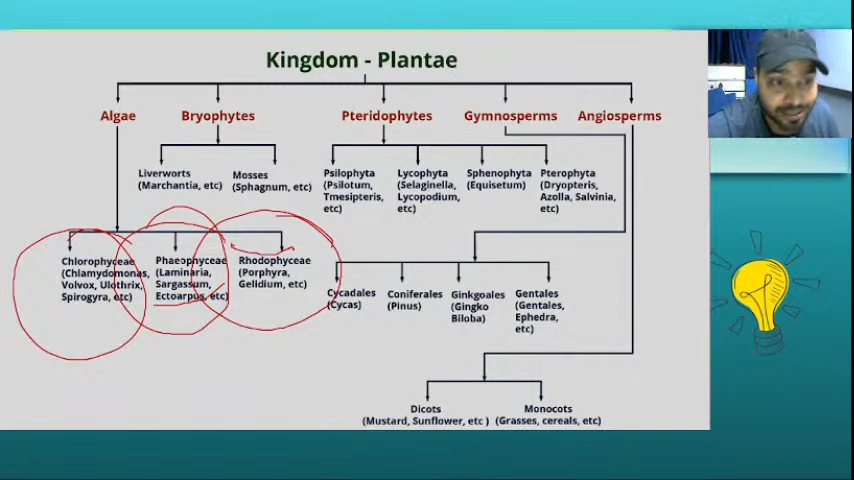 Kingdom - Plantae
Algae
Bryophytes
Pteridophytes
Gymnosperms
Angiosperms
Liverworts
(Marchantia, etc)
Mosses
(Sphagnum, etc)
Psilophyta
(Psilotum,
Tmesipteris,
etc)
Lycophyta
(Selaginella,
Lycopodium,
etc)
Sphenophyta
(Equisetum)
Pterophyta
(Dryopteris,
Azolla, Salvinia,
etc)
Chlorophyceae
(Chlamydomonas,
Volvox, Ulothrix,
Spirogyra, etc)
Phaeophyceae
(Laminaria,
Sargassum,
Ectoarpus, etc)
Rhodophyceae
(Porphyra,
Gelidium, etc)
Cycadales
(Cycas)
Coniferales
(Pinus)
Ginkgoales
(Gingko
Biloba)
Gentales
(Gentales,
Ephedra,
etc)
Dicots
(Mustard, Sunflower, etc )
Monocots
(Grasses, cereals, etc)